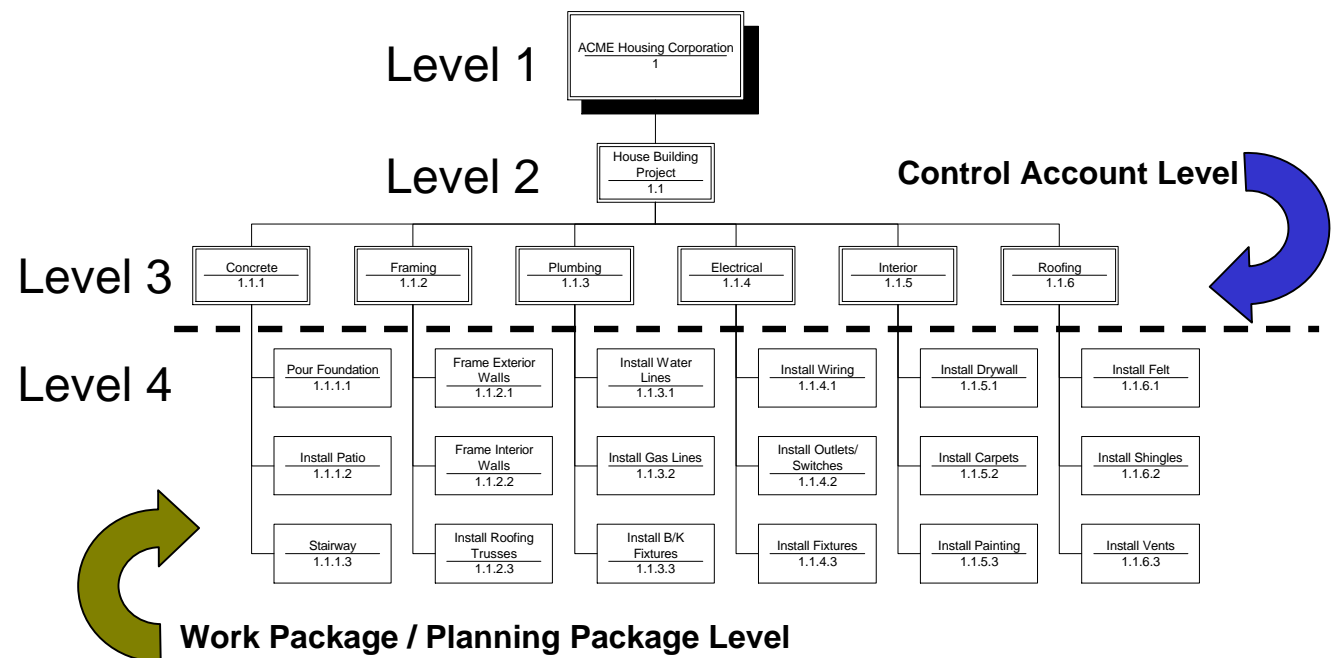 Level 1
ACME Housing Corporation
1
Level 2
House Building
Project
1.1
Control Account Level
Level 3
Concrete
1.1.1
Framing
1.1.2
Plumbing
1.1.3
Electrical
1.1.4
Interior
1.1.5
Roofing
1.1.6
Level 4
Pour Foundation
1.1.1.1
Frame Exterior
Walls
1.1.2.1
Install Water
Lines
1.1.3.1
Install Wiring
1.1.4.1
Install Drywall
1.1.5.1
Install Felt
1.1.6.1
Install Patio
1.1.1.2
Frame Interior
Walls
1.1.2.2
Install Gas Lines
1.1.3.2
Install Outlets/
Switches
1.1.4.2
Install Carpets
1.1.5.2
Install Shingles
1.1.6.2
Stairway
1.1.1.3
Install Roofing
Trusses
1.1.2.3
Install B/K
Fixtures
1.1.3.3
Install Fixtures
1.1.4.3
Install Painting
1.1.5.3
Install Vents
1.1.6.3
Work Package / Planning Package Level